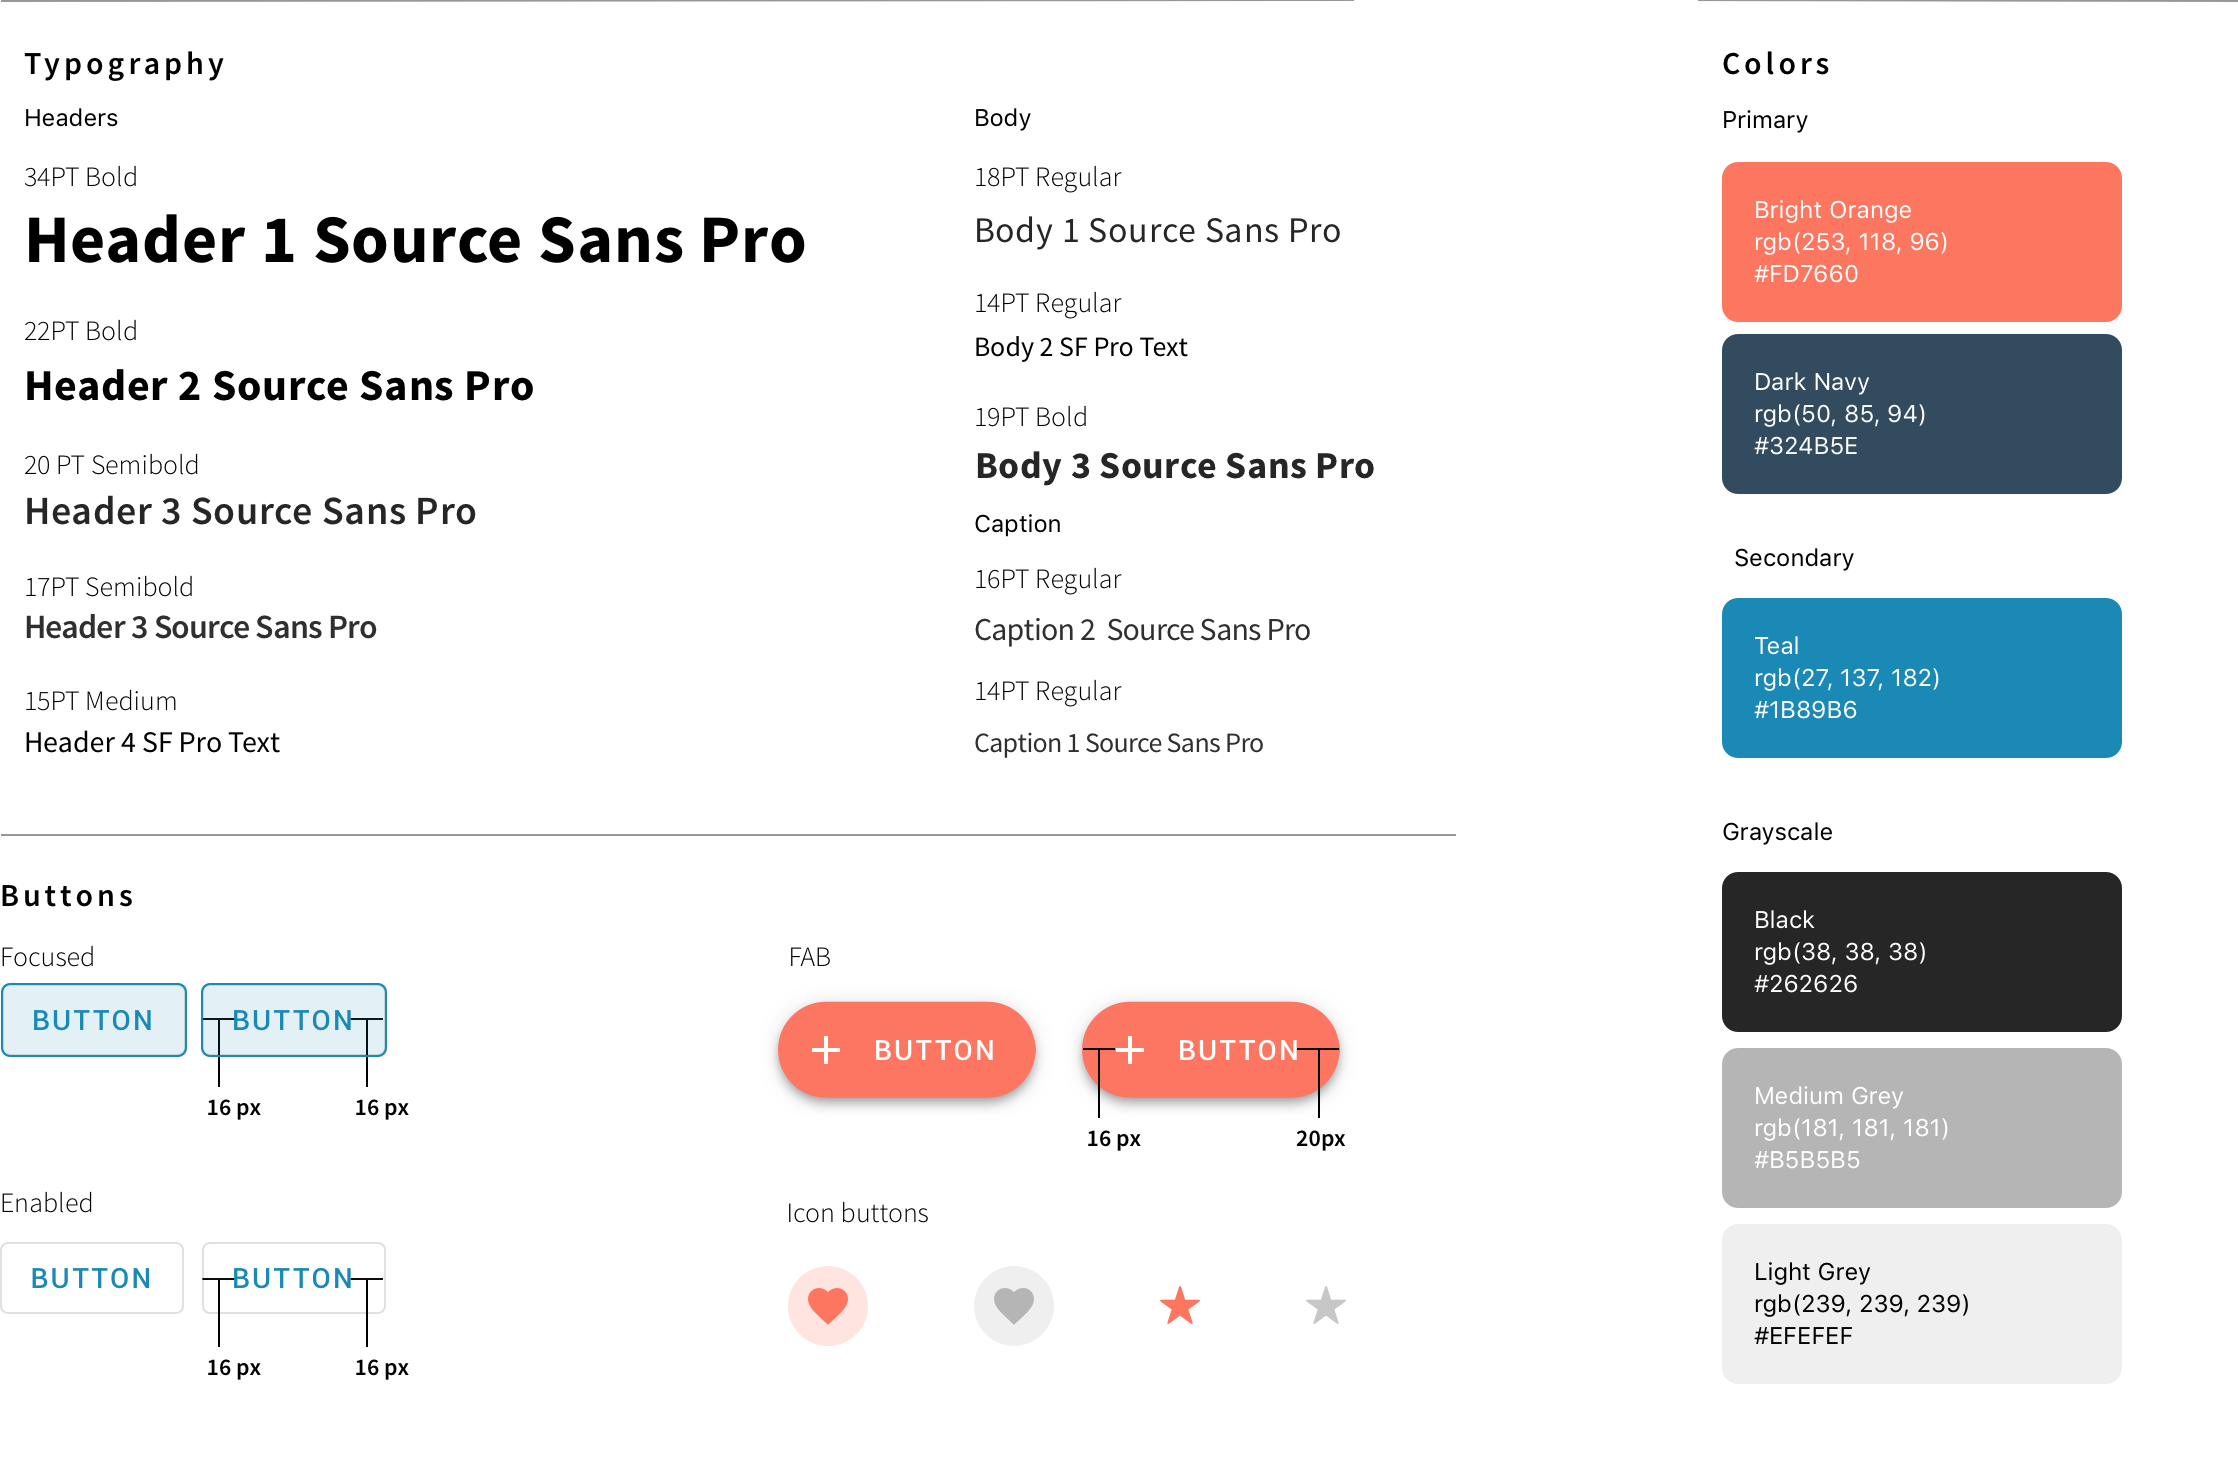 Typography
Headers
34PT Bold
Header 1 Source Sans Pro
22PT Bold
Header 2 Source Sans Pro
20 PT Semibold
Header 3 Source Sans Pro
17PT Semibold
Header 3 Source Sans Pro
15PT Medium
Header 4 SF Pro Text
Body
18PT Regular
Body 1 Source Sans Pro
14PT Regular
Body 2 SF Pro Text
19PT Bold
Body 3 Source Sans Pro
Caption
16PT Regular
Caption 2  Source Sans Pro
14PT Regular
Caption 1 Source Sans Pro
Buttons
Focused
BUTTON
BUTTON
16 px
16 px
Enabled
BUTTON
BUTTON
16 px
16 px
FAB
+ BUTTON
+ BUTTON
16 px
20px
Icon buttons
Colors
Primary
Bright Orange
rgb(253, 118, 96)
#FD7660
Dark Navy
rgb(50, 85, 94)
#324B5E
Secondary
Teal
rgb(27, 137, 182)
#1B89B6
Grayscale
Black
rgb(38, 38, 38)
#262626
Medium Grey
rgb(181, 181, 181)
#B5B5B5
Light Grey
rgb(239, 239, 239)
#EFEFEF